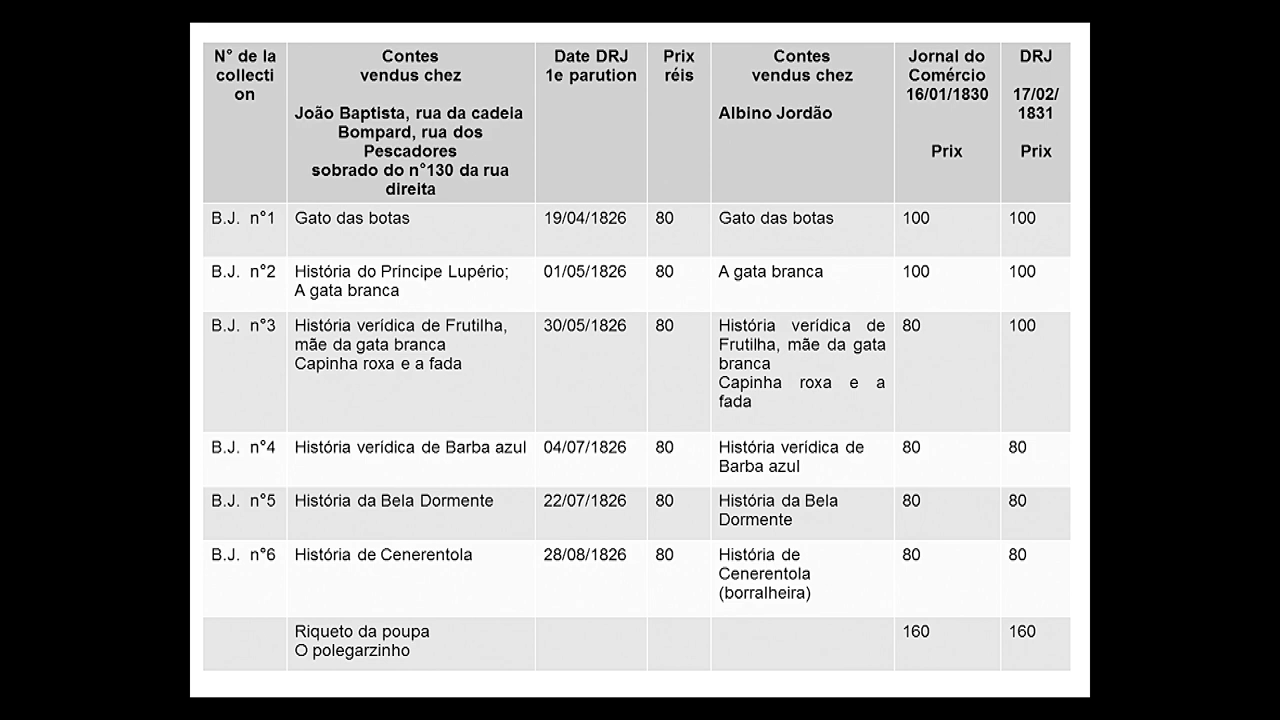 N° de la
collecti
on
Contes
vendus chez
João Baptista, rua da cadeia
Bompard, rua dos
Pescadores
sobrado do n°130 da rua
direita
Date DRJ
1e parution
Prix
réis
Contes
vendus chez
Albino Jordão
Jornal do
Comércio
16/01/1830
Prix
DRJ
17/02/
1831
Prix
B.J. n°1
Gato das botas
19/04/1826
80
Gato das botas
100
100
B.J. n°2
História do Príncipe Lupério;
A gata branca
01/05/1826
80
A gata branca
100
100
B.J. n°3
História verídica de Frutilha,
mãe da gata branca
Capinha roxa e a fada
30/05/1826
80
História verídica de
Frutilha, mãe da gata
branca
Capinha roxa e a
fada
80
100
B.J. n°4
História verídica de Barba azul
04/07/1826
80
História verídica de
Barba azul
80
80
B.J. n°5
História da Bela Dormente
22/07/1826
80
História da Bela
Dormente
80
80
B.J. n°6
História de Cenerentola
28/08/1826
80
História de
Cenerentola
(borralheira)
80
80
Riqueto da poupa
O polegarzinho
160
160